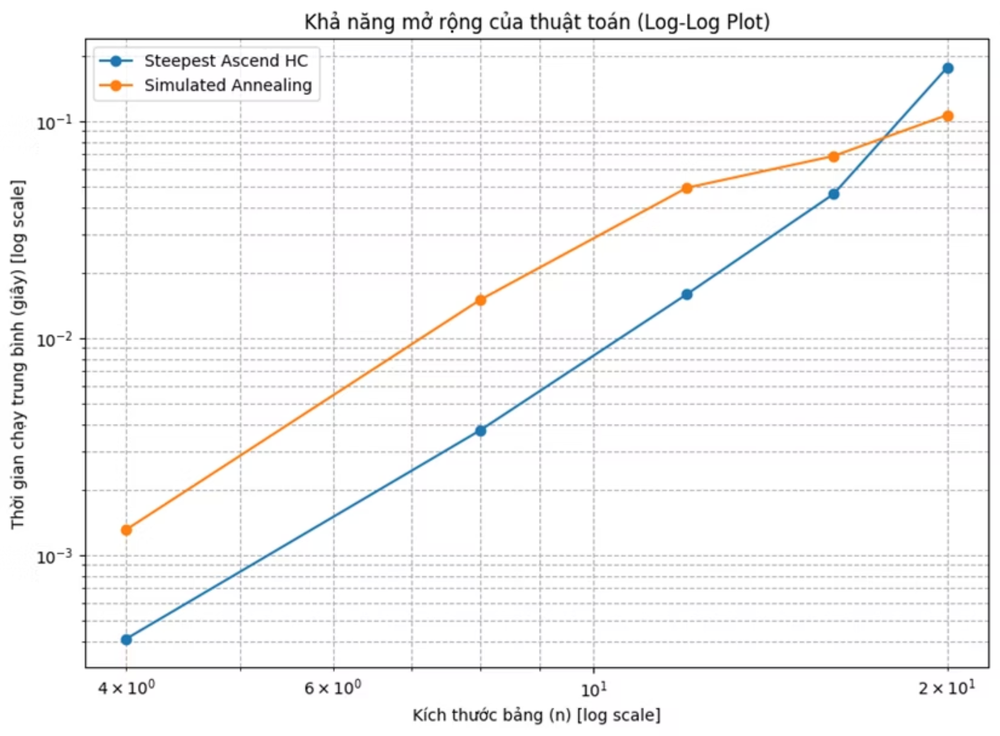 Khả năng mở rộng của thuật toán (Log-Log Plot)
Steepest Ascend HC
Simulated Annealing
10⁻¹
10⁻²
10⁻³
Thời gian chạy trung bình (giây) [log scale]
4 × 10⁰
6 × 10⁰
10¹
2 × 10¹
Kích thước bảng (n) [log scale]